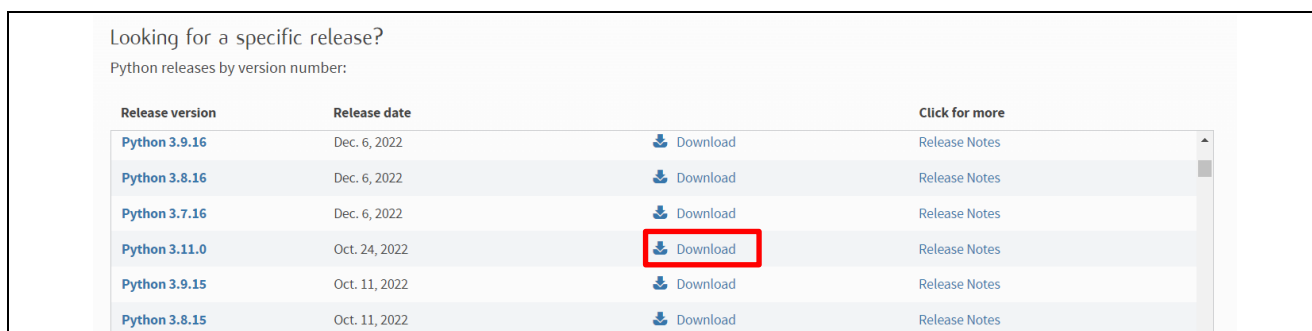 Looking for a specific release?
Python releases by version number:
Release version Release date Click for more
Python 3.9.16 Dec. 6, 2022 Download Release Notes
Python 3.8.16 Dec. 6, 2022 Download Release Notes
Python 3.7.16 Dec. 6, 2022 Download Release Notes
Python 3.11.0 Oct. 24, 2022 Download Release Notes
Python 3.9.15 Oct. 11, 2022 Download Release Notes
Python 3.8.15 Oct. 11, 2022 Download Release Notes